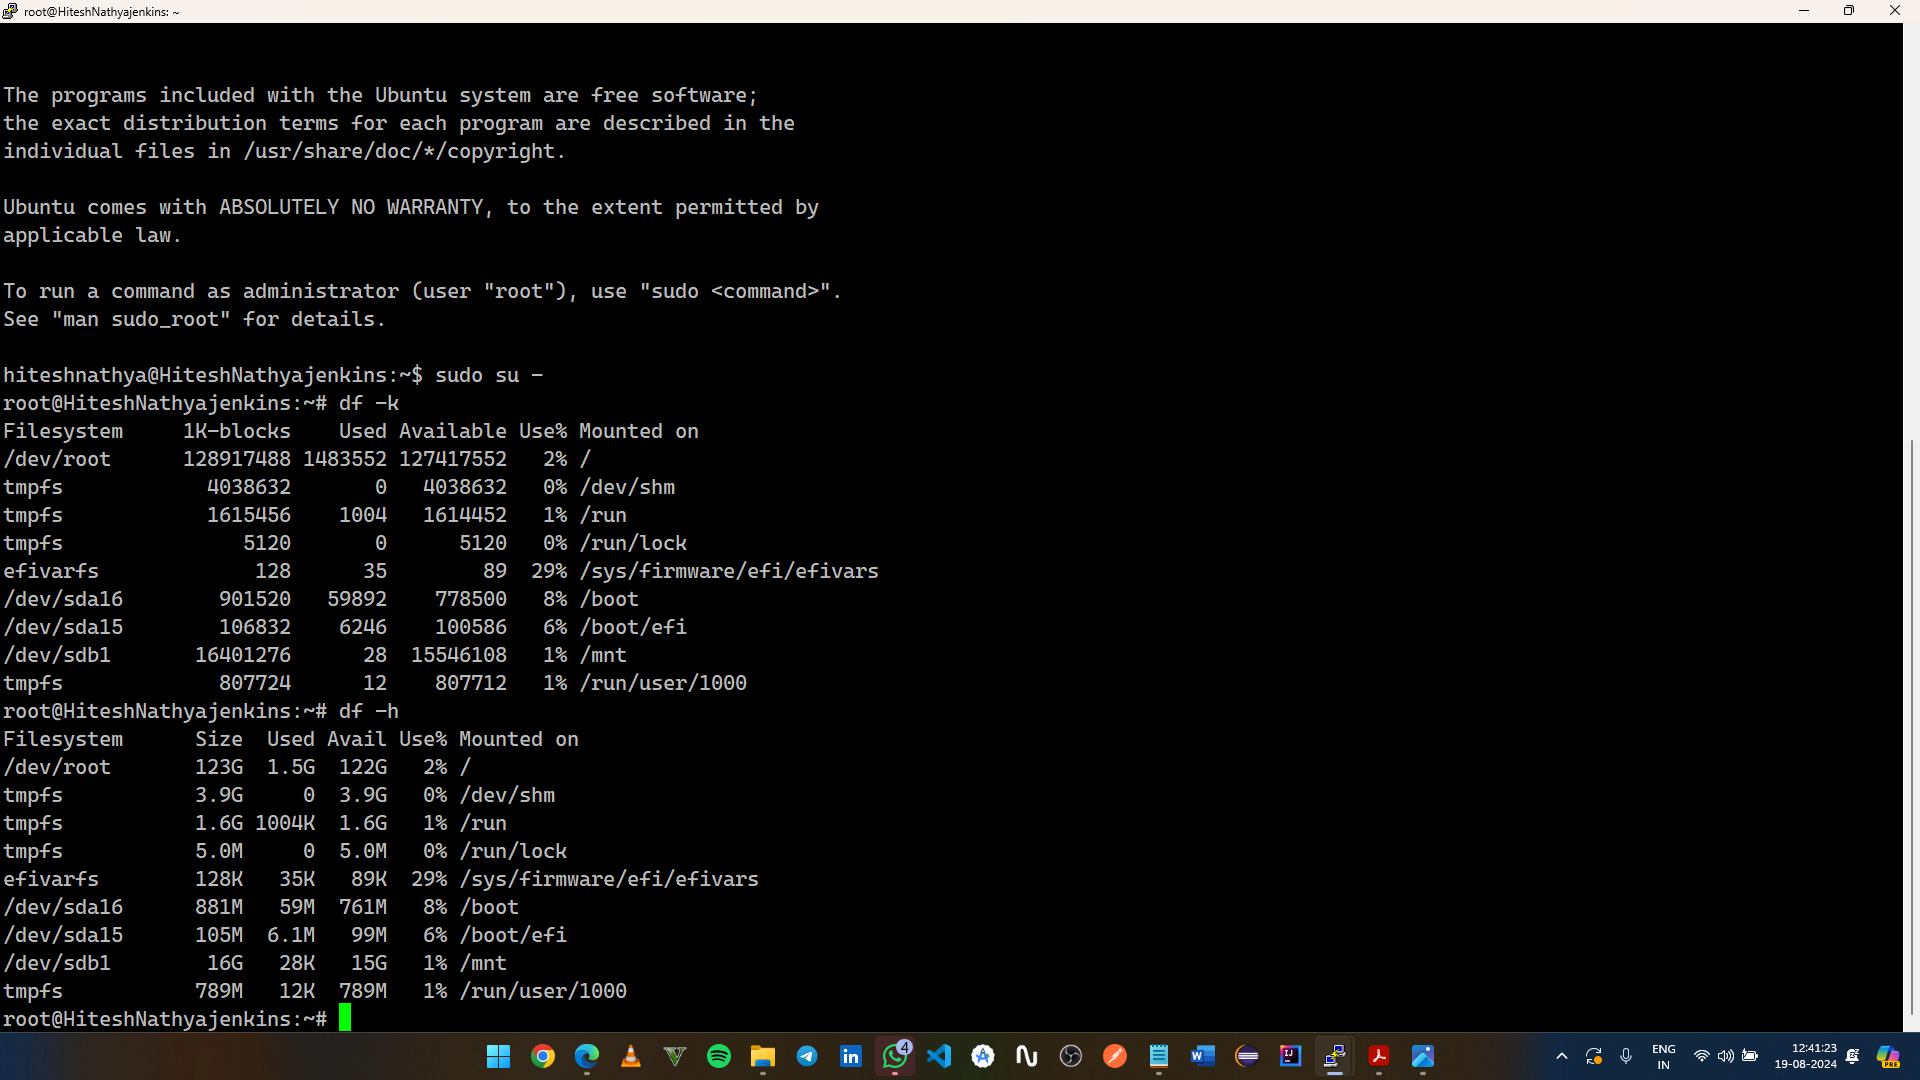 root@HiteshNathyajenkins: ~
The programs included with the Ubuntu system are free software;
the exact distribution terms for each program are described in the
individual files in /usr/share/doc/*/copyright.
Ubuntu comes with ABSOLUTELY NO WARRANTY, to the extent permitted by
applicable law.
To run a command as administrator (user "root"), use "sudo <command>".
See "man sudo_root" for details.
hiteshnathya@HiteshNathyajenkins:~$ sudo su -
root@HiteshNathyajenkins:~# df -k
Filesystem     1K-blocks    Used Available Use% Mounted on
/dev/root      128917488 1483552 127417552   2% /
tmpfs            4038632       0   4038632   0% /dev/shm
tmpfs            1615456    1004   1614452   1% /run
tmpfs               5120       0      5120   0% /run/lock
efivarfs             128      35        89  29% /sys/firmware/efi/efivars
/dev/sda16        901520   59892    778500   8% /boot
/dev/sda15        106832    6246    100586   6% /boot/efi
/dev/sdb1       16401276      28  15546108   1% /mnt
tmpfs             807724      12    807712   1% /run/user/1000
root@HiteshNathyajenkins:~# df -h
Filesystem      Size  Used Avail Use% Mounted on
/dev/root       123G  1.5G  122G   2% /
tmpfs           3.9G     0  3.9G   0% /dev/shm
tmpfs           1.6G 1004K  1.6G   1% /run
tmpfs           5.0M     0  5.0M   0% /run/lock
efivarfs        128K   35K   89K  29% /sys/firmware/efi/efivars
/dev/sda16      881M   59M  761M   8% /boot
/dev/sda15      105M  6.1M   99M   6% /boot/efi
/dev/sdb1        16G   28K   15G   1% /mnt
tmpfs           789M   12K  789M   1% /run/user/1000
root@HiteshNathyajenkins:~#
4
ENG
IN
12:41:23
19-08-2024
PRE